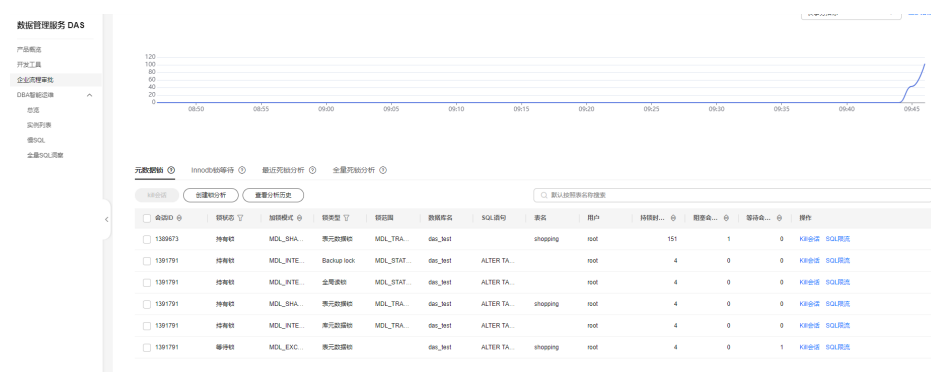 数据管理服务 DAS
产品概览
开发工具
企业流程审批
DBA智能运维
总览
实例列表
慢SQL
全量SQL洞察
120
100
80
60
40
20
0
08:50 08:55 09:00 09:05 09:10 09:15 09:20 09:25 09:30 09:35 09:40 09:45
元数据锁 Innodb锁等待 最近死锁分析 全量死锁分析
kill会话 创建锁分析 查看分析历史 默认按照表名称搜索
会话ID 锁状态 加锁模式 锁类型 锁范围 数据库名 SQL语句 表名 用户 持锁时... 阻塞会... 等待会... 操作
1389673 持有锁 MDL_SHA... 表元数据锁 MDL_TRA... das_test shopping root 151 1 0 Kill会话 SQL限流
1391791 持有锁 MDL_INTE... Backup lock MDL_STAT... das_test ALTER TA... root 4 0 0 Kill会话 SQL限流
1391791 持有锁 MDL_INTE... 全局读锁 MDL_STAT... das_test ALTER TA... root 4 0 0 Kill会话 SQL限流
1391791 持有锁 MDL_SHA... 表元数据锁 MDL_TRA... das_test ALTER TA... shopping root 4 0 0 Kill会话 SQL限流
1391791 持有锁 MDL_INTE... 库元数据锁 MDL_TRA... das_test ALTER TA... root 4 0 0 Kill会话 SQL限流
1391791 等待锁 MDL_EXC... 表元数据锁 das_test ALTER TA... shopping root 4 0 1 Kill会话 SQL限流